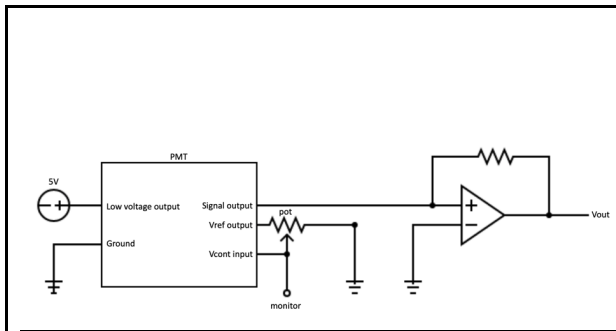 PMT
5V
Low voltage output
Signal output
pot
Vref output
Ground
Vcont input
monitor
Vout